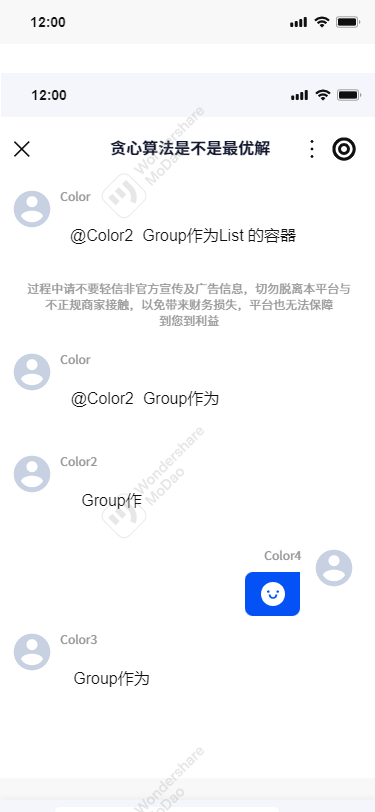 12:00
12:00
贪心算法是不是最优解
Color
@Color2 Group作为List 的容器
过程中请不要轻信非官方宣传及广告信息，切勿脱离本平台与
不正规商家接触，以免带来财务损失，平台也无法保障
到您到利益
Color
@Color2 Group作为
Color2
Group作
Color4
Color3
Group作为
Wondershare
MoDao
Wondershare
MoDao
Wondershare
MoDao